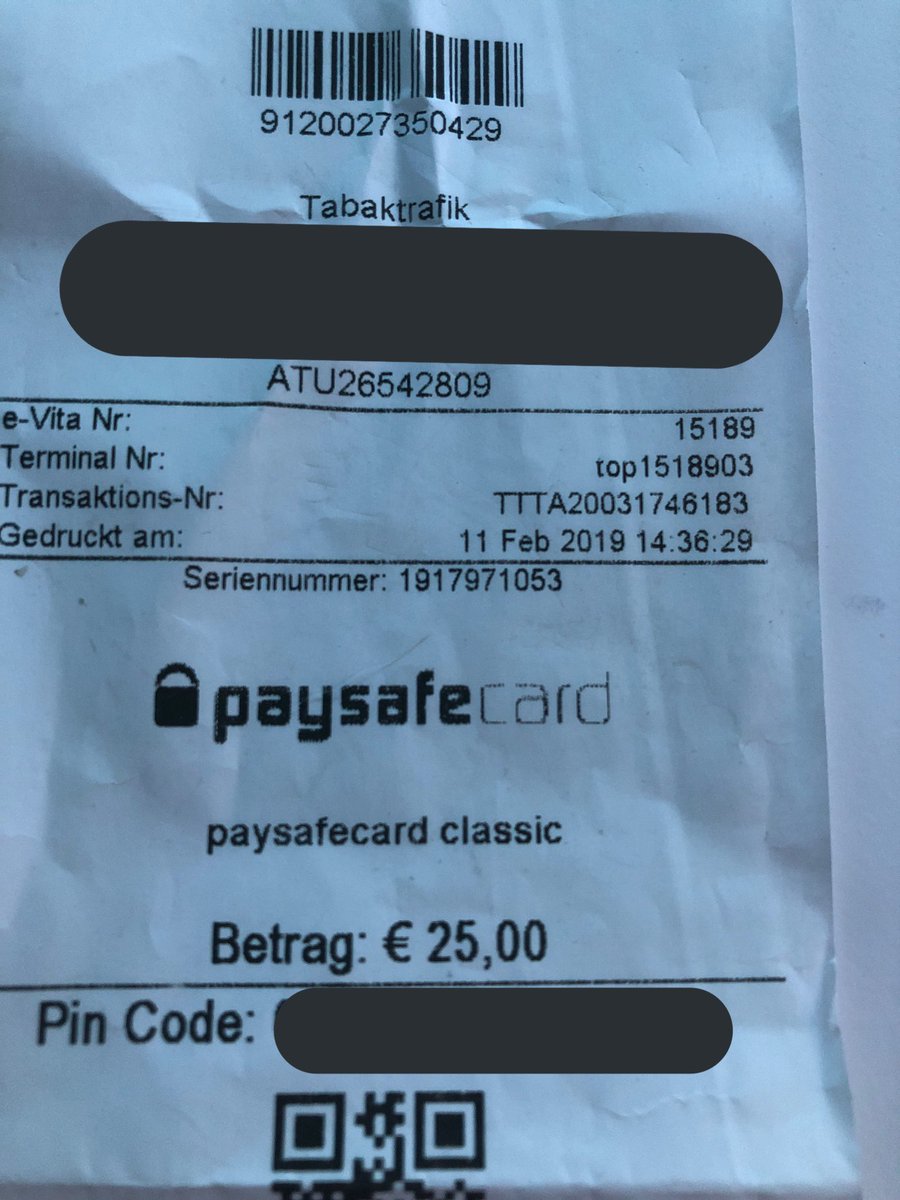 9120027350429
Tabaktrafik
ATU26542809
e-Vita Nr: 15189
Terminal Nr: top1518903
Transaktions-Nr: TTTA20031746183
Gedruckt am: 11 Feb 2019 14:36:29
Seriennummer: 1917971053
paysafecard
paysafecard classic
Betrag: € 25,00
Pin Code: